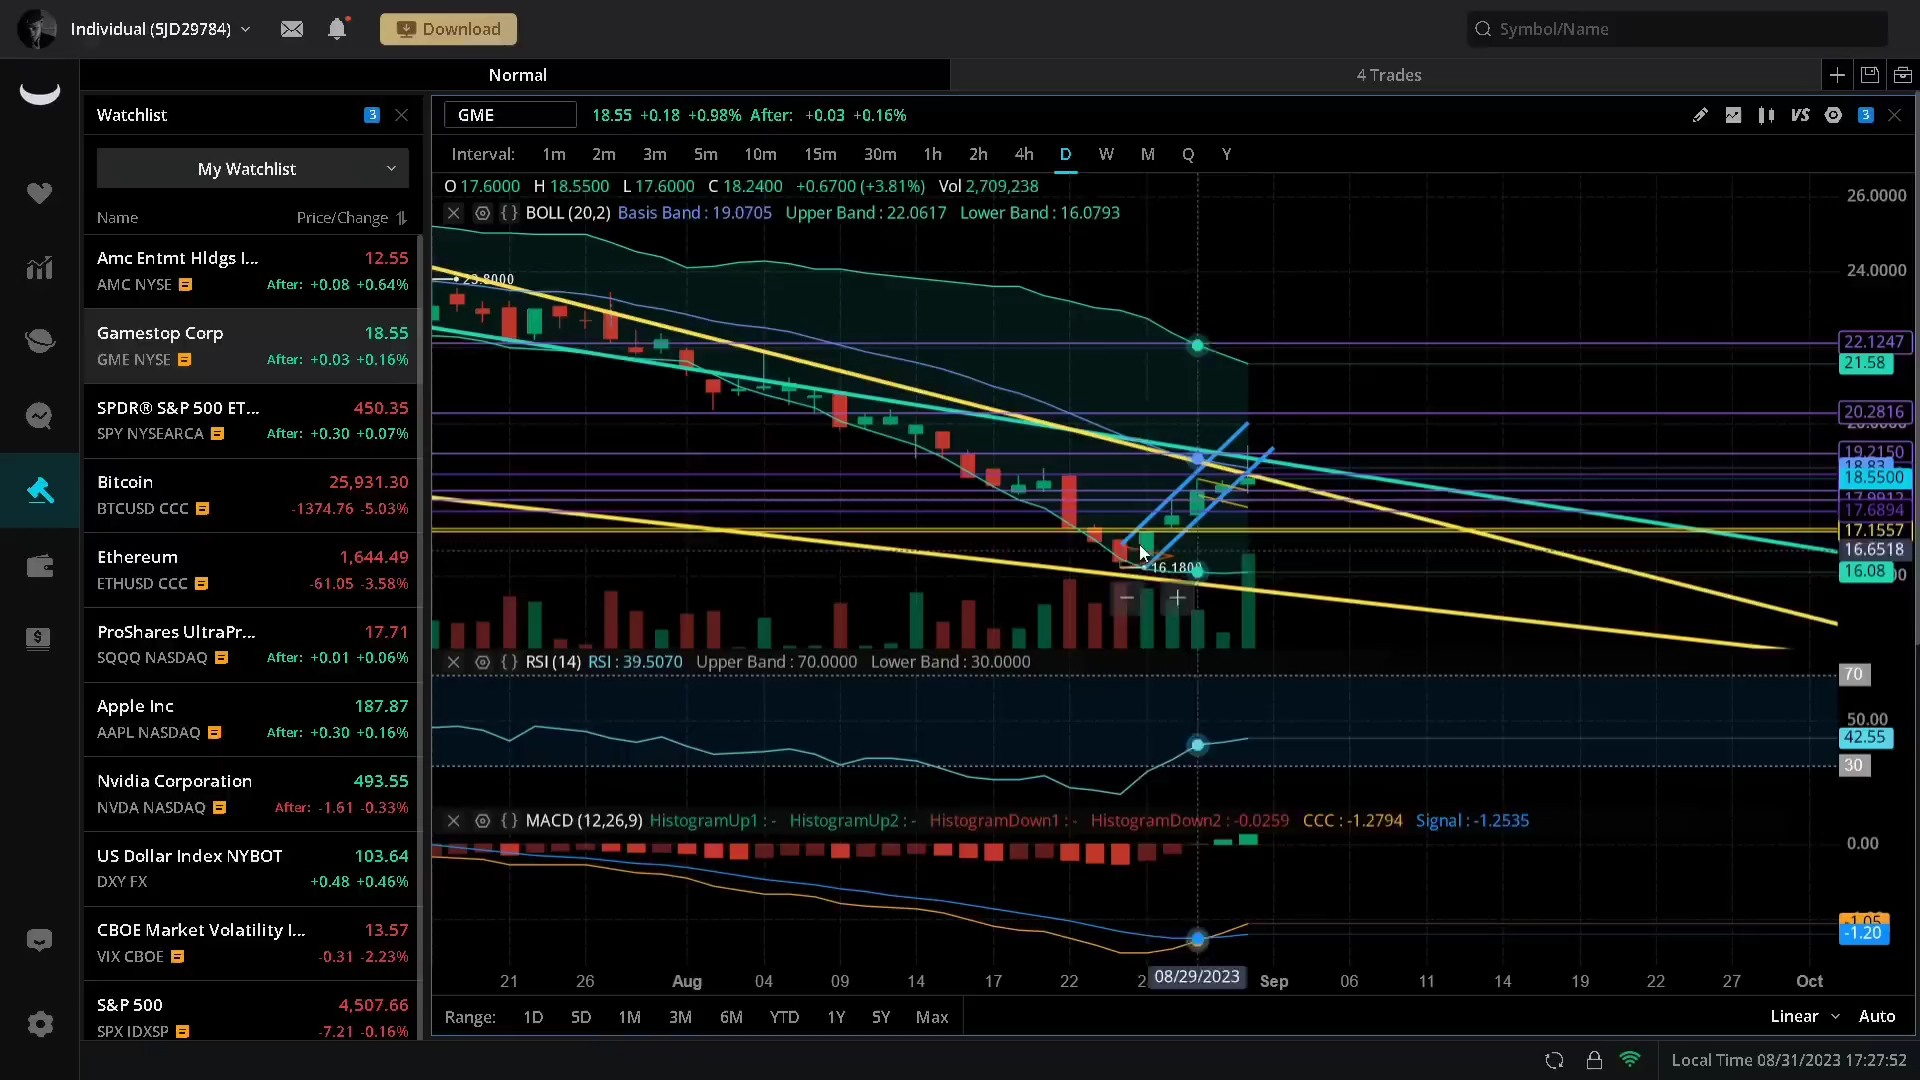 Individual (5JD29784)
Download
Symbol/Name
Normal
4 Trades
Watchlist
3
My Watchlist
Name Price/Change
Amc Entmt Hldgs I... 12.55
AMC NYSE After: +0.08 +0.64%
Gamestop Corp 18.55
GME NYSE After: +0.03 +0.16%
SPDR® S&P 500 ET... 450.35
SPY NYSEARCA After: +0.30 +0.07%
Bitcoin 25,931.30
BTCUSD CCC -1374.76 -5.03%
Ethereum 1,644.49
ETHUSD CCC -61.05 -3.58%
ProShares UltraPr... 17.71
SQQQ NASDAQ After: +0.01 +0.06%
Apple Inc 187.87
AAPL NASDAQ After: +0.30 +0.16%
Nvidia Corporation 493.55
NVDA NASDAQ After: -1.61 -0.33%
US Dollar Index NYBOT 103.64
DXY FX +0.48 +0.46%
CBOE Market Volatility I... 13.57
VIX CBOE -0.31 -2.23%
S&P 500 4,507.66
SPX IDXSP -7.21 -0.16%
GME 18.55 +0.18 +0.98% After: +0.03 +0.16%
VS
3
Interval: 1m 2m 3m 5m 10m 15m 30m 1h 2h 4h D W M Q Y
O 17.6000 H 18.5500 L 17.6000 C 18.2400 +0.6700 (+3.81%) Vol 2,709,238
BOLL (20,2) Basis Band : 19.0705 Upper Band : 22.0617 Lower Band : 16.0793
23.8000
16.1800
26.0000
24.0000
22.1247
21.58
20.2816
19.2150
18.5500
17.6894
17.1557
16.6518
16.08
RSI (14) RSI : 39.5070 Upper Band : 70.0000 Lower Band : 30.0000
70
50.00
42.55
30
MACD (12,26,9) HistogramUp1 : - HistogramUp2 : - HistogramDown1 : - HistogramDown2 : -0.0259 CCC : -1.2794 Signal : -1.2535
0.00
-1.05
-1.20
21 26 Aug 04 09 14 17 22 08/29/2023 Sep 06 11 14 19 22 27 Oct
Range: 1D 5D 1M 3M 6M YTD 1Y 5Y Max
Linear Auto
Local Time 08/31/2023 17:27:52